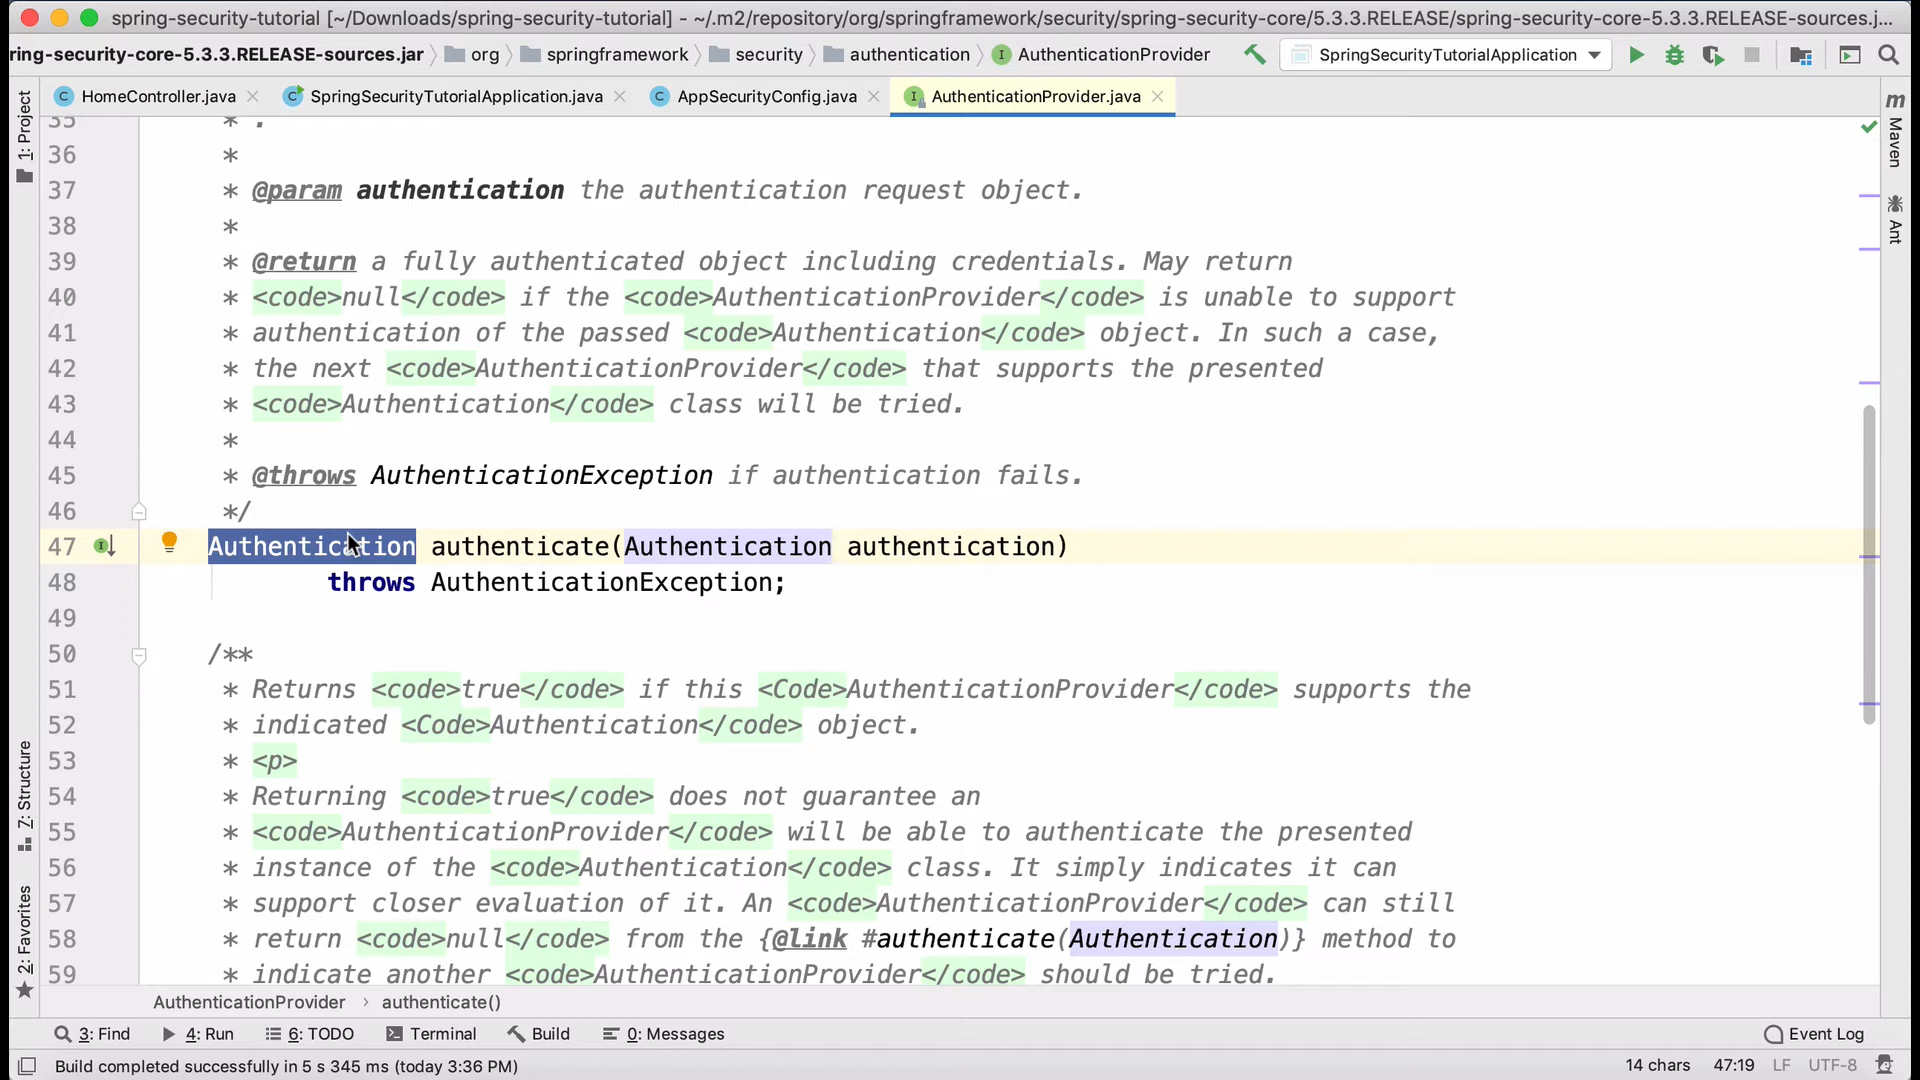 spring-security-tutorial [~/Downloads/spring-security-tutorial] - ~/.m2/repository/org/springframework/security/spring-security-core/5.3.3.RELEASE/spring-security-core-5.3.3.RELEASE-sources.j...
ring-security-core-5.3.3.RELEASE-sources.jar org springframework security authentication AuthenticationProvider SpringSecurityTutorialApplication
HomeController.java SpringSecurityTutorialApplication.java AppSecurityConfig.java AuthenticationProvider.java
1: Project
Z: Structure
2: Favorites
Maven
Ant
35 * .
36 *
37 * @param authentication the authentication request object.
38 *
39 * @return a fully authenticated object including credentials. May return
40 * <code>null</code> if the <code>AuthenticationProvider</code> is unable to support
41 * authentication of the passed <code>Authentication</code> object. In such a case,
42 * the next <code>AuthenticationProvider</code> that supports the presented
43 * <code>Authentication</code> class will be tried.
44 *
45 * @throws AuthenticationException if authentication fails.
46 */
47 Authentication authenticate(Authentication authentication)
48 throws AuthenticationException;
49
50 /**
51 * Returns <code>true</code> if this <Code>AuthenticationProvider</code> supports the
52 * indicated <Code>Authentication</code> object.
53 * <p>
54 * Returning <code>true</code> does not guarantee an
55 * <code>AuthenticationProvider</code> will be able to authenticate the presented
56 * instance of the <code>Authentication</code> class. It simply indicates it can
57 * support closer evaluation of it. An <code>AuthenticationProvider</code> can still
58 * return <code>null</code> from the {@link #authenticate(Authentication)} method to
59 * indicate another <code>AuthenticationProvider</code> should be tried.
AuthenticationProvider › authenticate()
3: Find 4: Run 6: TODO Terminal Build 0: Messages Event Log
Build completed successfully in 5 s 345 ms (today 3:36 PM) 14 chars 47:19 LF UTF-8